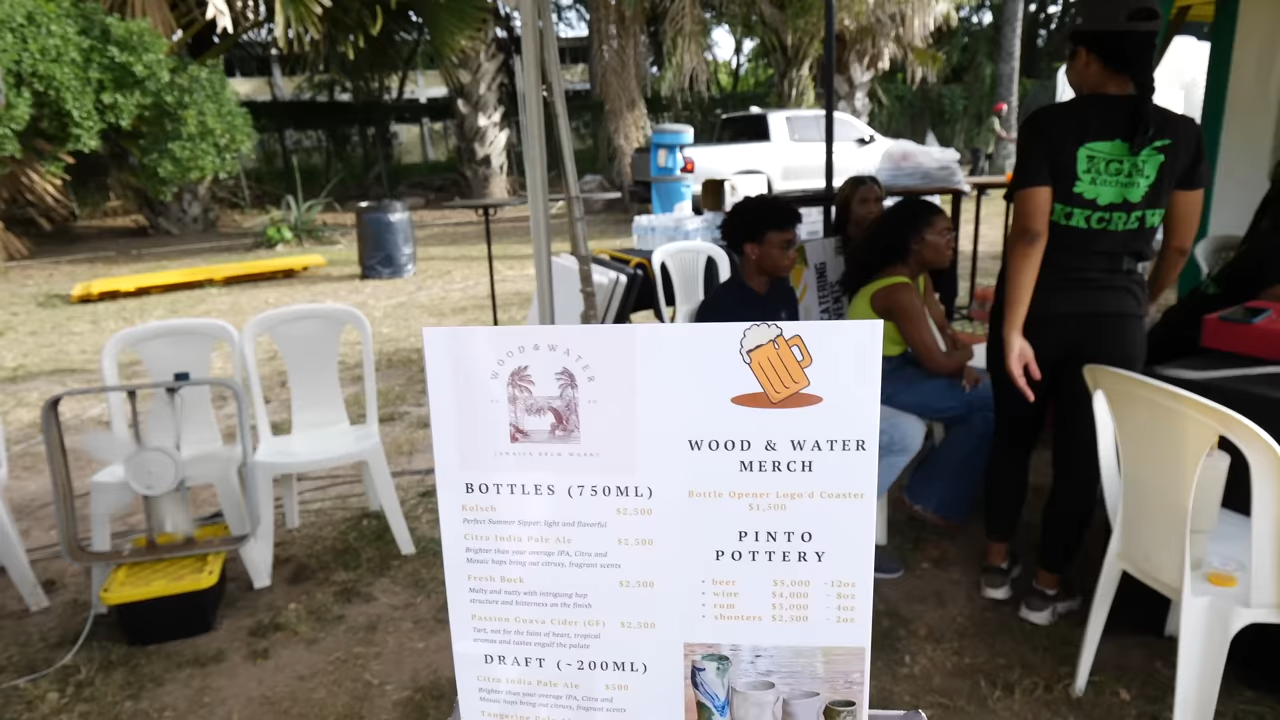 WOOD & WATER
JAMAICA BREW WORKS
BOTTLES (750ML)
Kolsch $2,500
Perfect Summer Sipper: light and flavorful
Citra India Pale Ale $2,500
Brighter than your average IPA, Citra and
Mosaic hops bring out citrusy, fragrant scents
Fresh Bock $2,500
Malty and nutty with intriguing hop
structure and bitterness on the finish
Passion Guava Cider (GF) $2,500
Tart, not for the faint of heart, tropical
aromas and tastes engulf the palate
DRAFT (~200ML)
Citra India Pale Ale $500
Brighter than your average IPA, Citra and
Mosaic hops bring out citrusy, fragrant scents
Tangerine
WOOD & WATER
MERCH
Bottle Opener Logo'd Coaster
$1,500
PINTO
POTTERY
• beer $5,000 ~12oz
• wine $4,000 ~ 8oz
• rum $3,000 ~ 4oz
• shooters $2,500 ~ 2oz
KGN
Kitchen
KKCREW